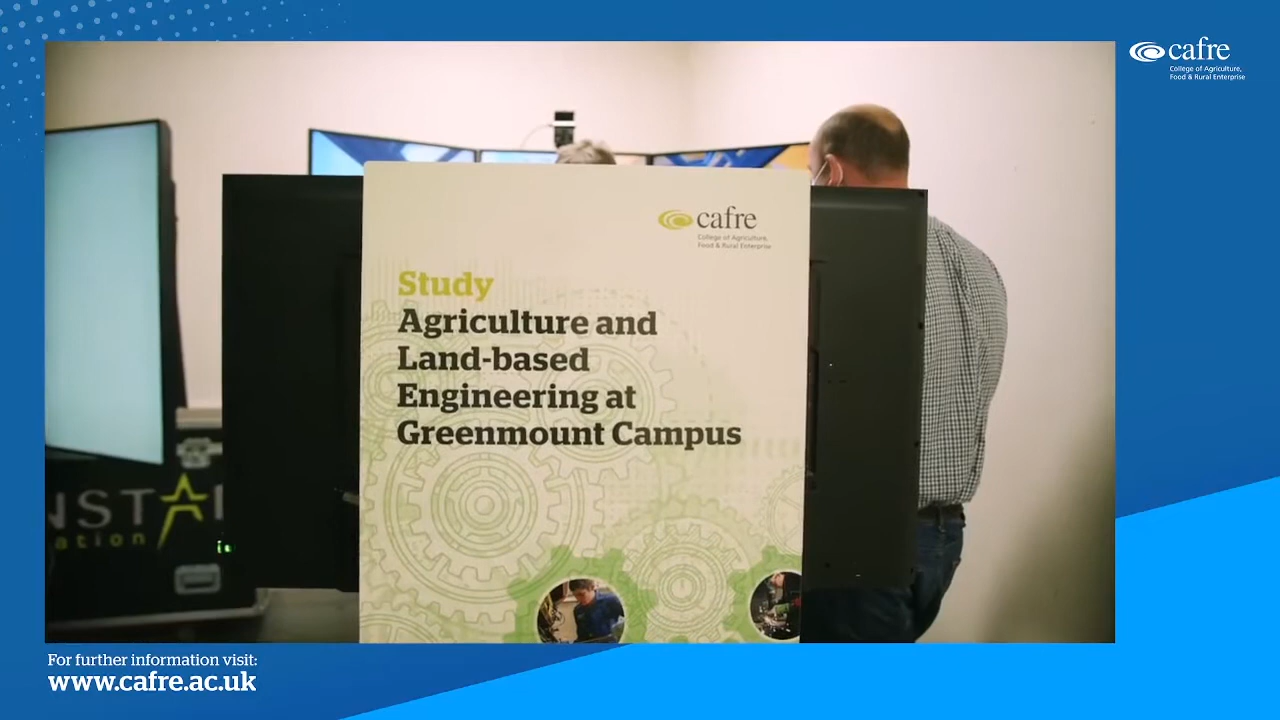 cafre
College of Agriculture,
Food & Rural Enterprise
cafre
College of Agriculture,
Food & Rural Enterprise
Study
Agriculture and
Land-based
Engineering at
Greenmount Campus
For further information visit:
www.cafre.ac.uk